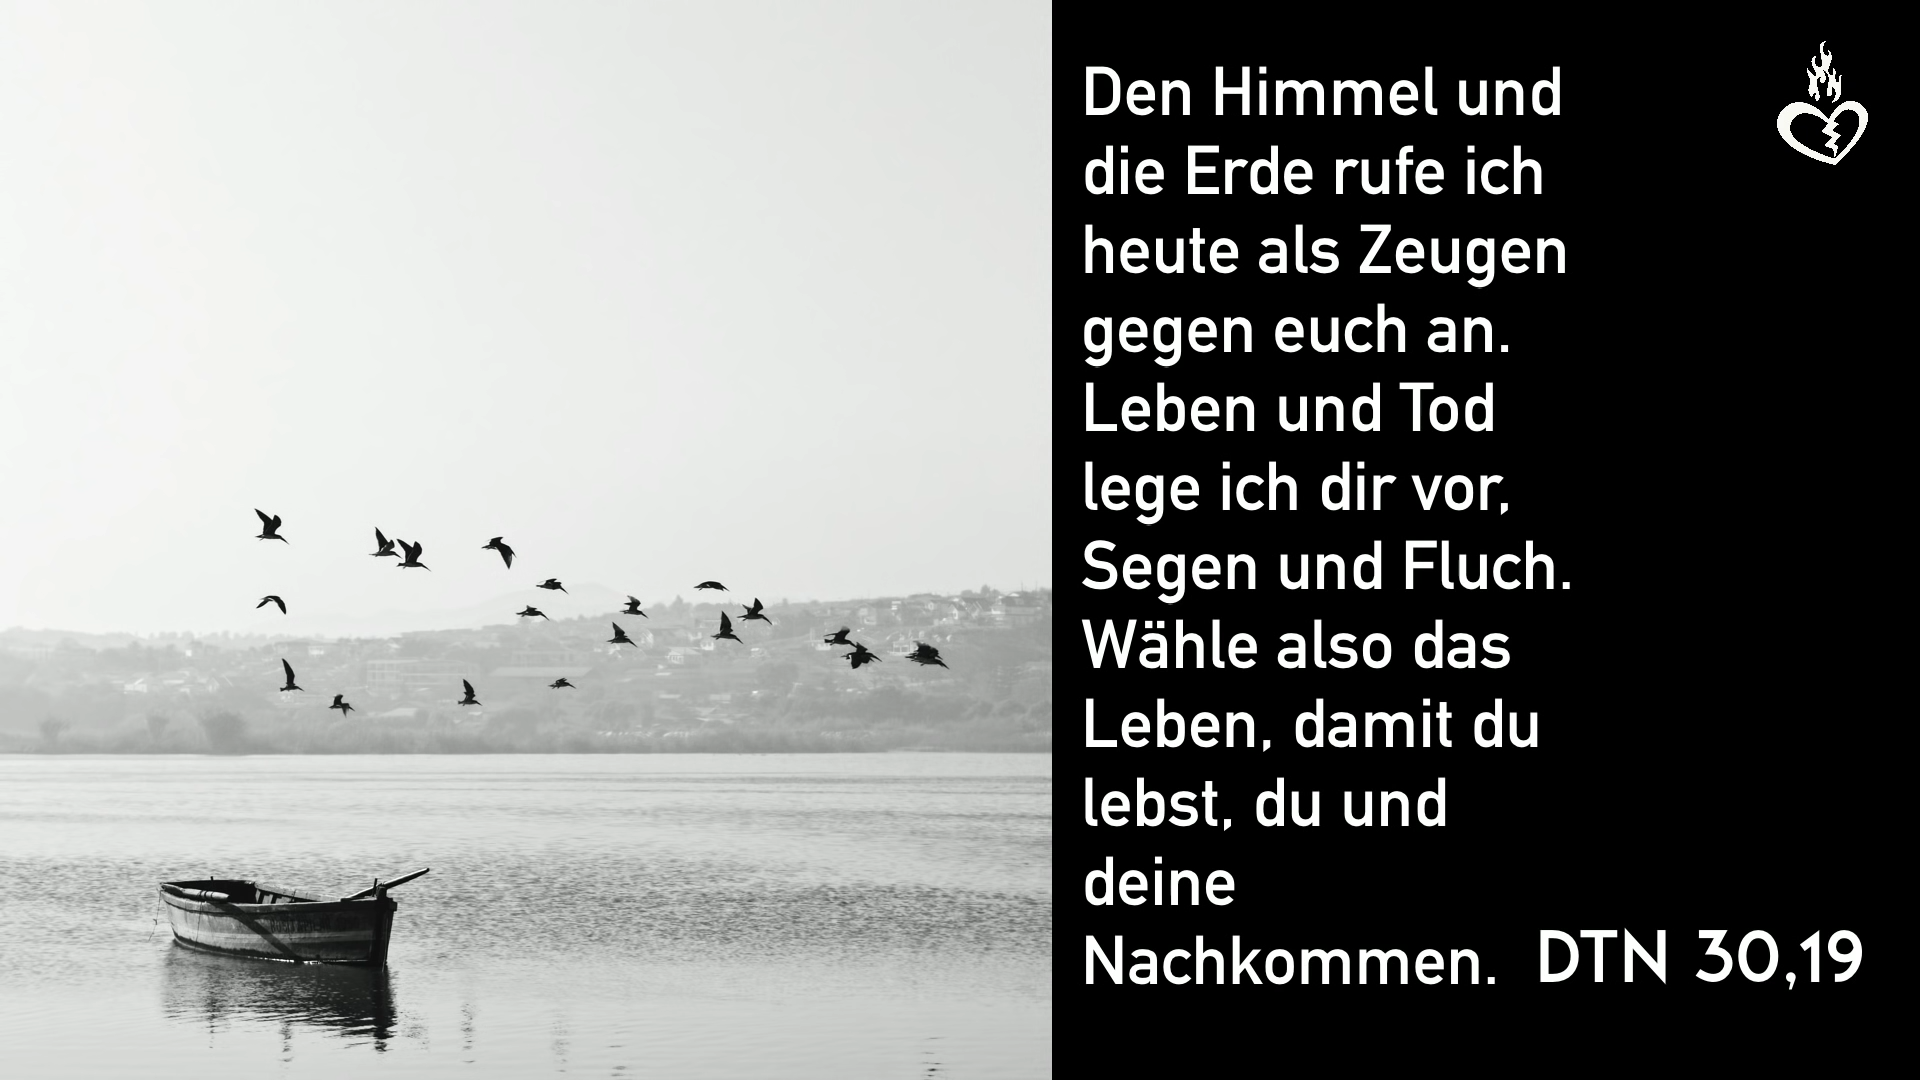 Den Himmel und
die Erde rufe ich
heute als Zeugen
gegen euch an.
Leben und Tod
lege ich dir vor,
Segen und Fluch.
Wähle also das
Leben, damit du
lebst, du und
deine
Nachkommen. DTN 30,19